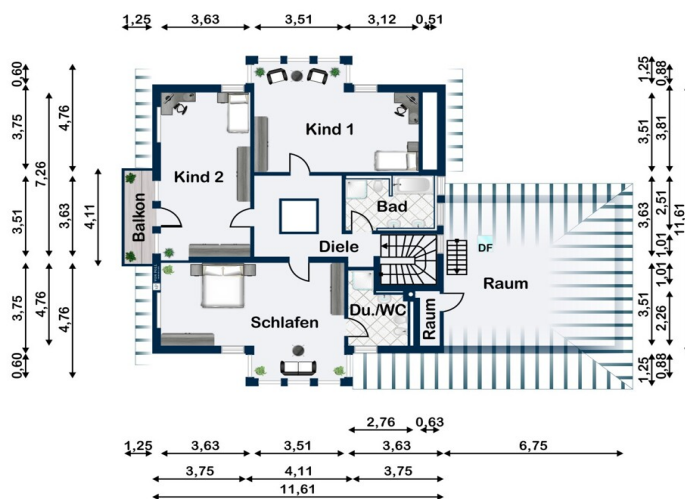 1,25 3,63 3,51 3,12 0,51
0,60 3,75 3,51 3,75 0,60
7,26 4,76
4,76 3,63 4,76
4,11
1,25 3,51 3,63 3,51 1,25
0,88 3,81 2,51 1,01 1,01 2,26 0,88
11,61
Kind 1
Kind 2
Balkon
Bad
Diele
DF
Raum
Schlafen
Du./WC
Raum
2,76 0,63
1,25 3,63 3,51 3,63 6,75
3,75 4,11 3,75
11,61